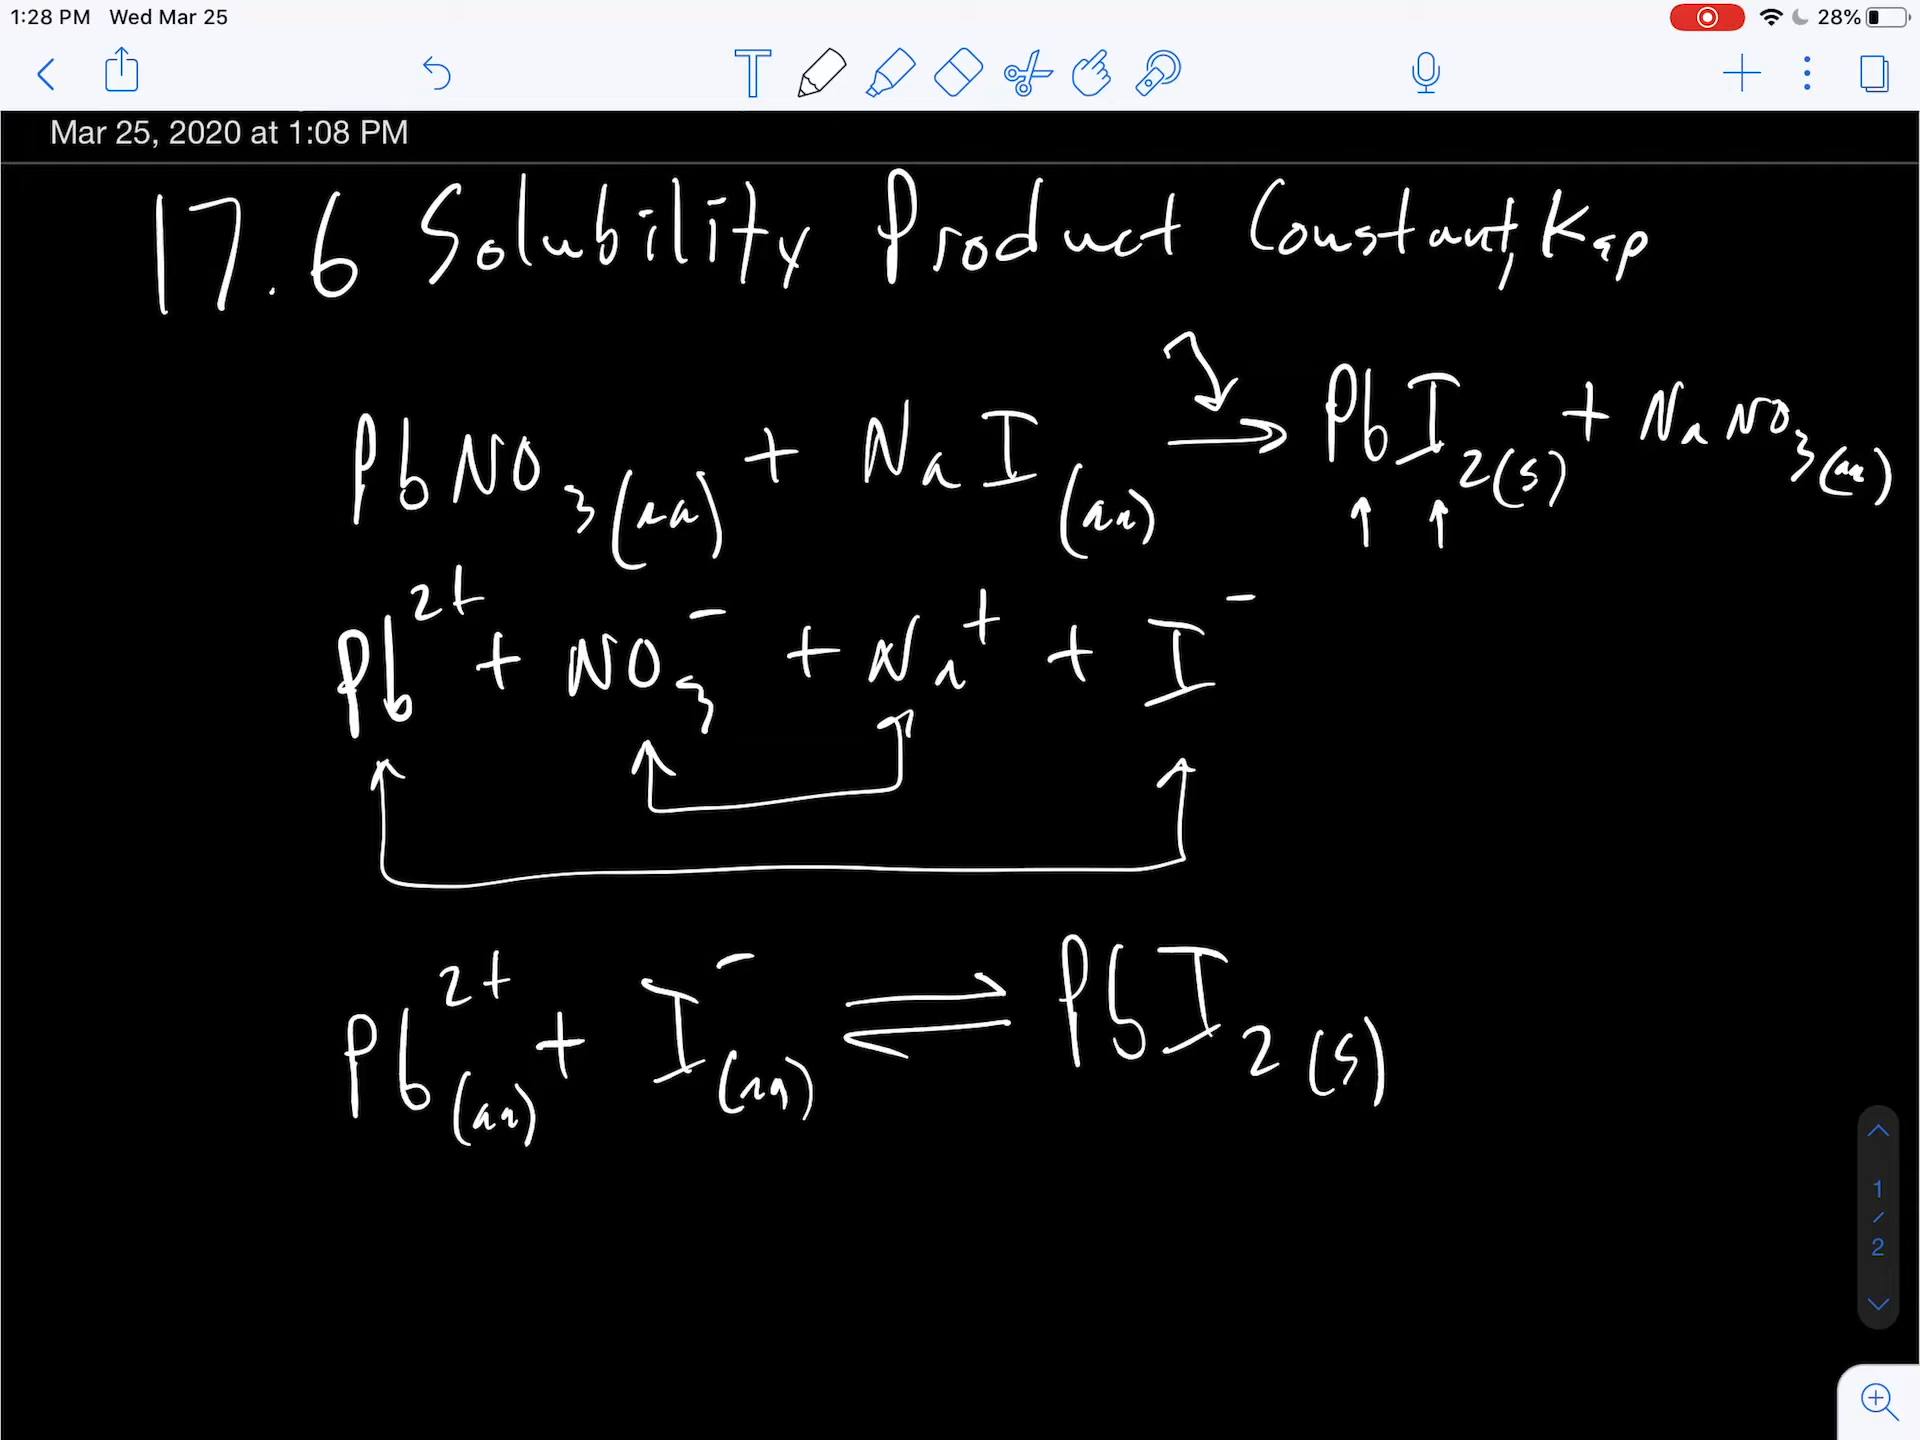 1:28 PM Wed Mar 25 28%
T
Mar 25, 2020 at 1:08 PM
17.6 Solubility Product Constant, Ksp
PbNO₃(aq) + NaI(aq) → PbI₂(s) + NaNO₃(aq)
Pb²⁺ + NO₃⁻ + Na⁺ + I⁻
Pb²⁺(aq) + I⁻(aq) ⇌ PbI₂(s)
1
/
2